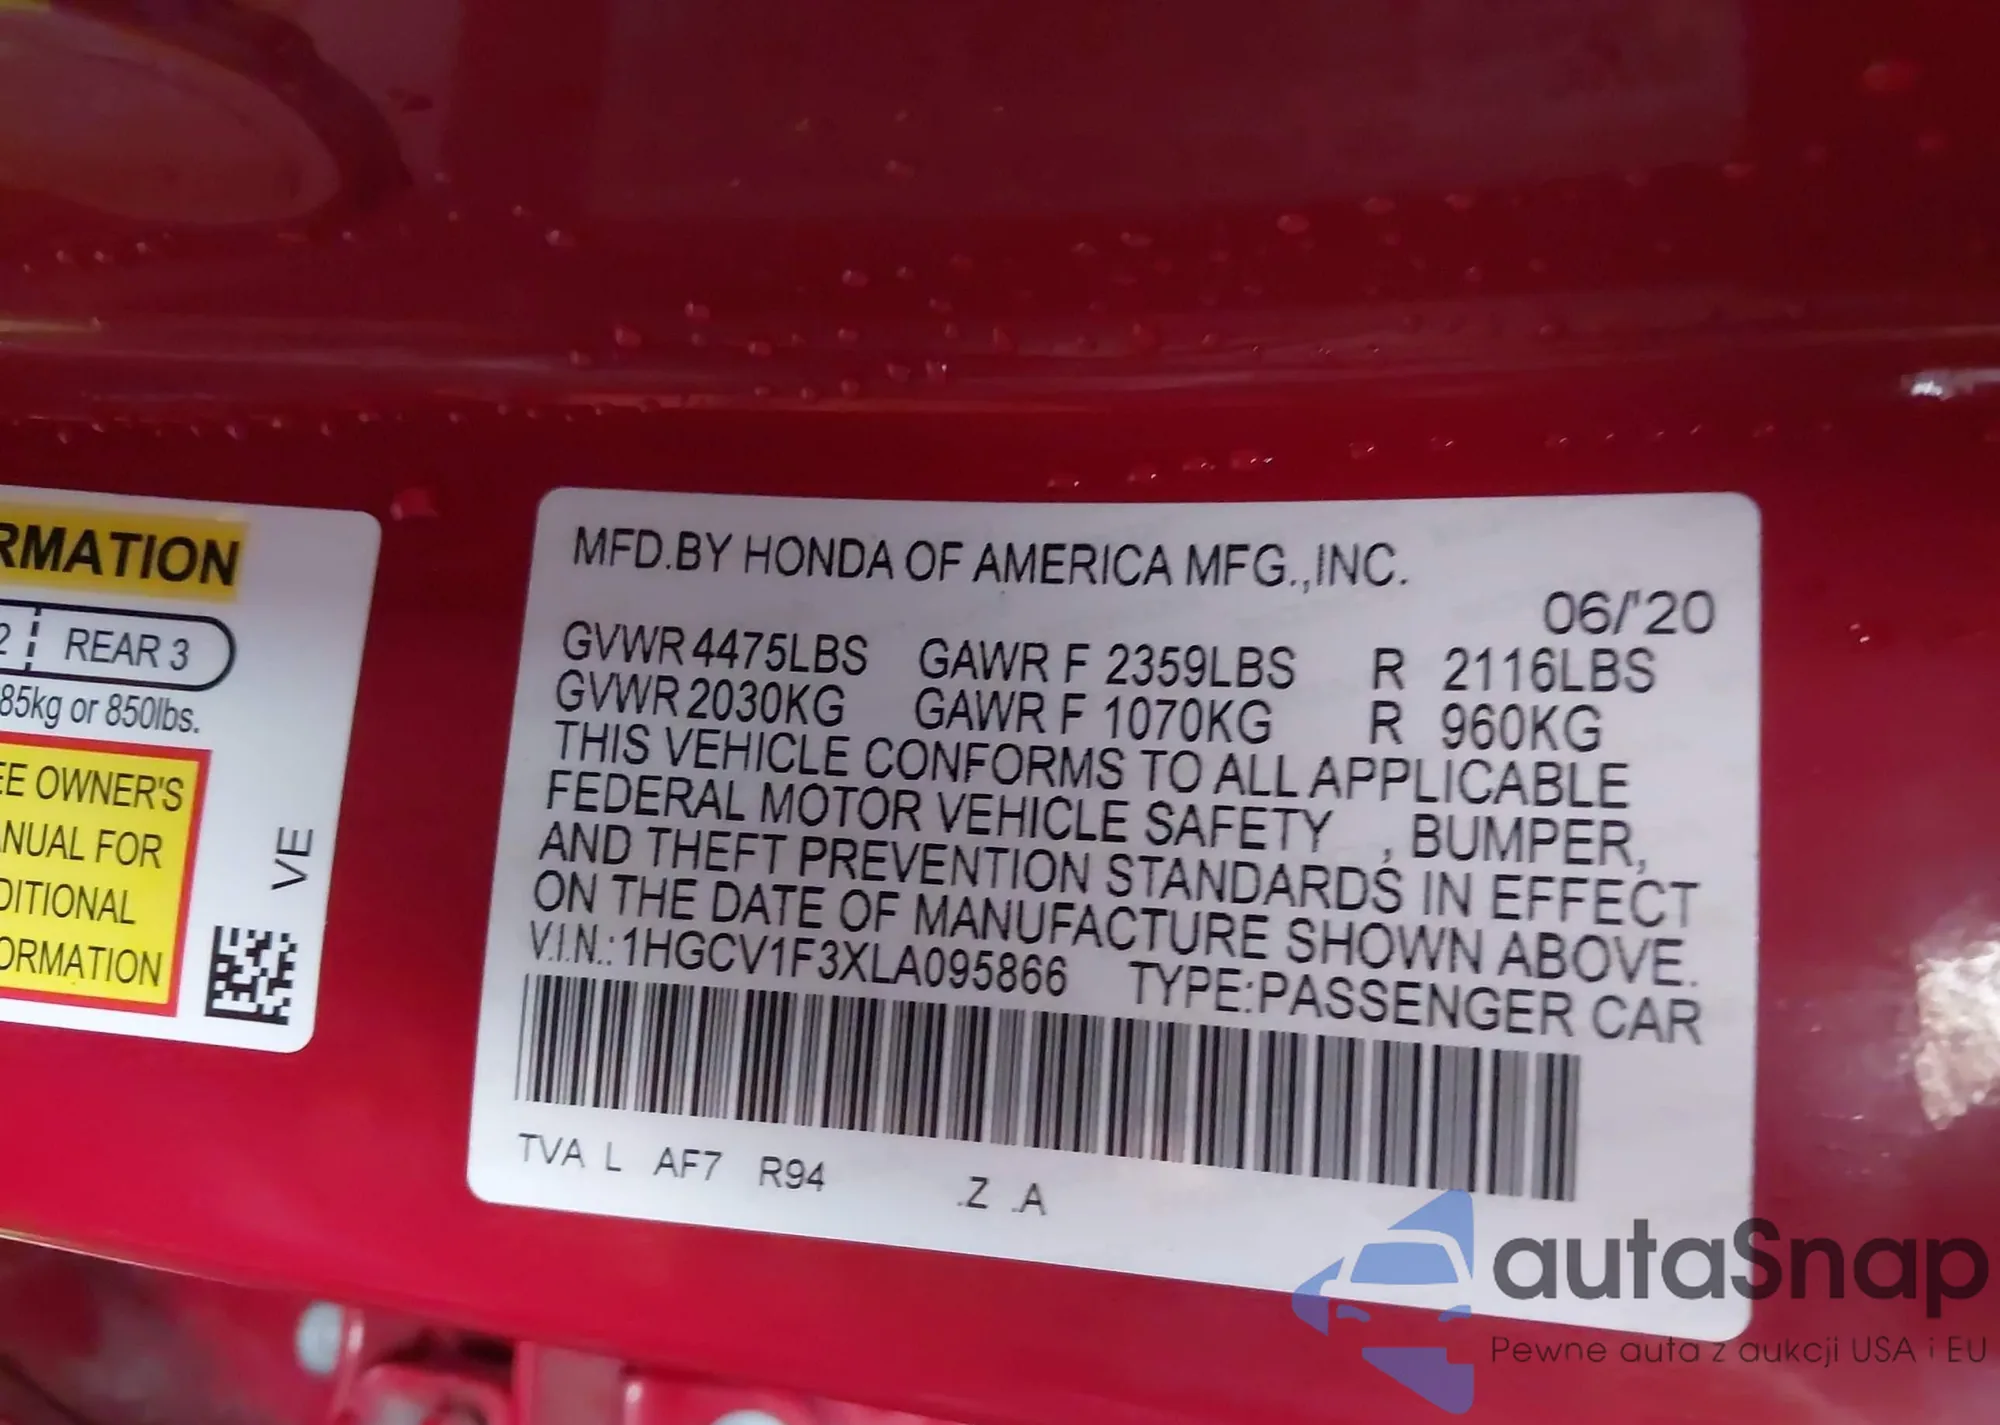 RMATION
2 ¦ REAR 3
85kg or 850lbs.
EE OWNER'S
ANUAL FOR
DITIONAL
ORMATION
VE
MFD.BY HONDA OF AMERICA MFG.,INC.
06/'20
GVWR 4475LBS GAWR F 2359LBS R 2116LBS
GVWR 2030KG GAWR F 1070KG R 960KG
THIS VEHICLE CONFORMS TO ALL APPLICABLE
FEDERAL MOTOR VEHICLE SAFETY , BUMPER,
AND THEFT PREVENTION STANDARDS IN EFFECT
ON THE DATE OF MANUFACTURE SHOWN ABOVE.
V.I.N.: 1HGCV1F3XLA095866 TYPE:PASSENGER CAR
TVA L AF7 R94 .Z .A
autaSnap
Pewne auta z aukcji USA i EU